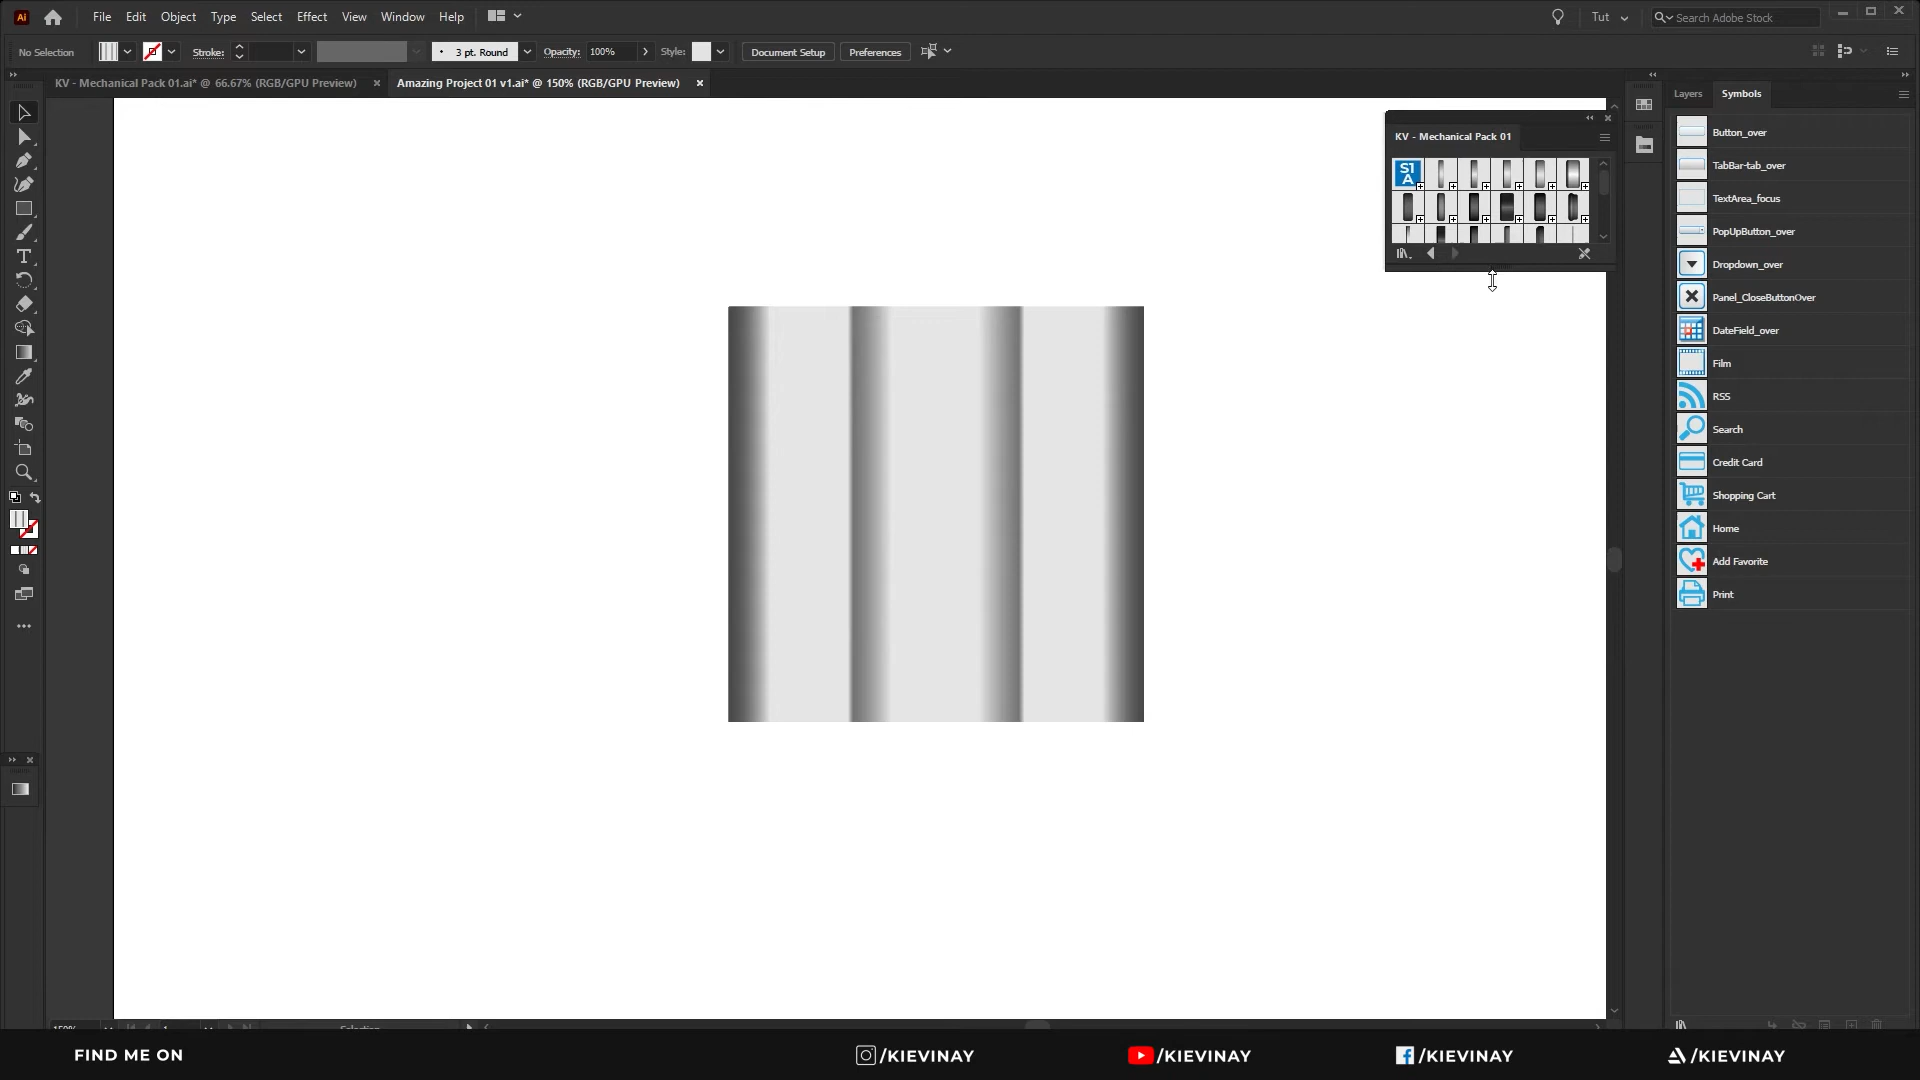 Ai File Edit Object Type Select Effect View Window Help Tut Search Adobe Stock
No Selection Stroke: 3 pt. Round Opacity: 100% Style: Document Setup Preferences
KV - Mechanical Pack 01.ai* @ 66.67% (RGB/GPU Preview) Amazing Project 01 v1.ai* @ 150% (RGB/GPU Preview)
Layers Symbols
KV - Mechanical Pack 01
S1
A
Button_over
TabBar-tab_over
TextArea_focus
PopUpButton_over
Dropdown_over
Panel_CloseButtonOver
DateField_over
Film
RSS
Search
Credit Card
Shopping Cart
Home
Add Favorite
Print
150% 1 Selection
FIND ME ON /KIEVINAY /KIEVINAY /KIEVINAY /KIEVINAY